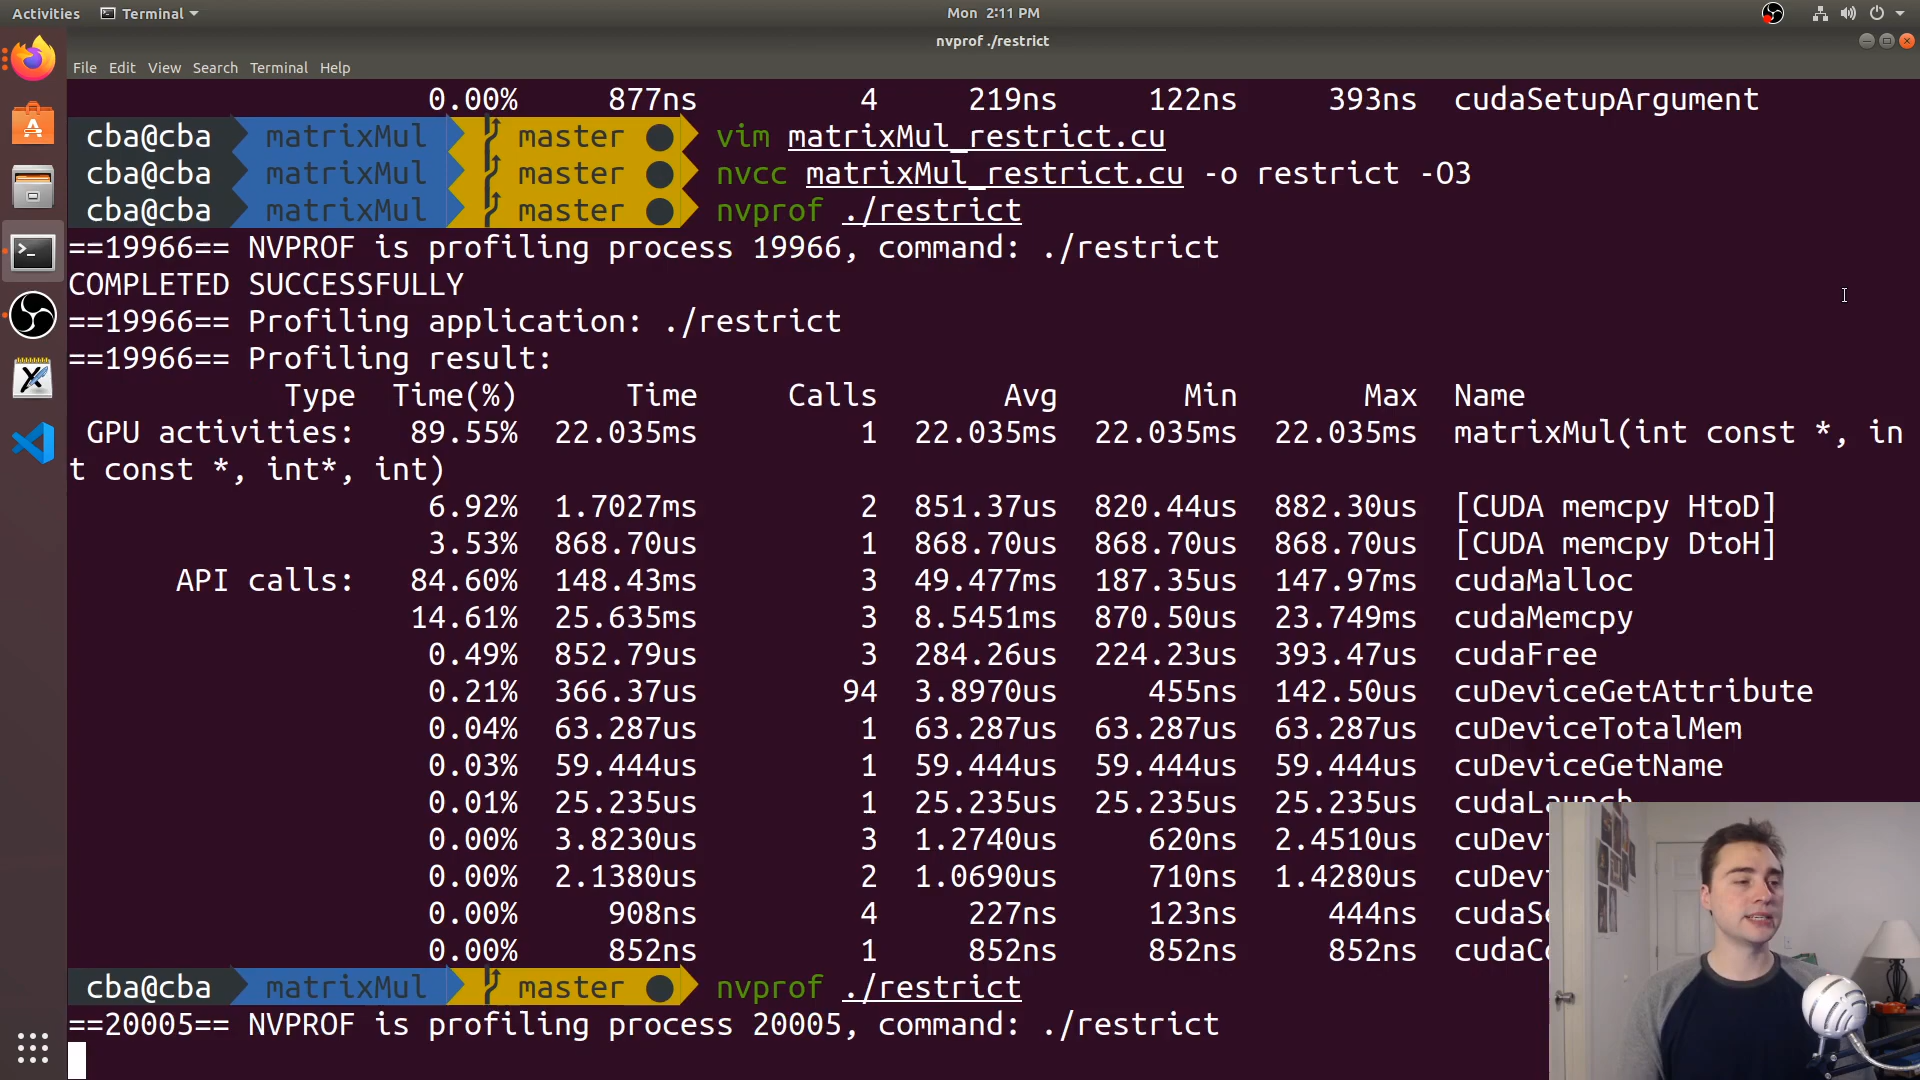 Activities Terminal Mon 2:11 PM
nvprof ./restrict
File Edit View Search Terminal Help
0.00% 877ns 4 219ns 122ns 393ns cudaSetupArgument
cba@cba matrixMul master vim matrixMul_restrict.cu
cba@cba matrixMul master nvcc matrixMul_restrict.cu -o restrict -O3
cba@cba matrixMul master nvprof ./restrict
==19966== NVPROF is profiling process 19966, command: ./restrict
COMPLETED SUCCESSFULLY
==19966== Profiling application: ./restrict
==19966== Profiling result:
Type Time(%) Time Calls Avg Min Max Name
GPU activities: 89.55% 22.035ms 1 22.035ms 22.035ms 22.035ms matrixMul(int const *, in
t const *, int*, int)
6.92% 1.7027ms 2 851.37us 820.44us 882.30us [CUDA memcpy HtoD]
3.53% 868.70us 1 868.70us 868.70us 868.70us [CUDA memcpy DtoH]
API calls: 84.60% 148.43ms 3 49.477ms 187.35us 147.97ms cudaMalloc
14.61% 25.635ms 3 8.5451ms 870.50us 23.749ms cudaMemcpy
0.49% 852.79us 3 284.26us 224.23us 393.47us cudaFree
0.21% 366.37us 94 3.8970us 455ns 142.50us cuDeviceGetAttribute
0.04% 63.287us 1 63.287us 63.287us 63.287us cuDeviceTotalMem
0.03% 59.444us 1 59.444us 59.444us 59.444us cuDeviceGetName
0.01% 25.235us 1 25.235us 25.235us 25.235us cudaLaunch
0.00% 3.8230us 3 1.2740us 620ns 2.4510us
0.00% 2.1380us 2 1.0690us 710ns 1.4280us
0.00% 908ns 4 227ns 123ns 444ns
0.00% 852ns 1 852ns 852ns 852ns
cba@cba matrixMul master nvprof ./restrict
==20005== NVPROF is profiling process 20005, command: ./restrict